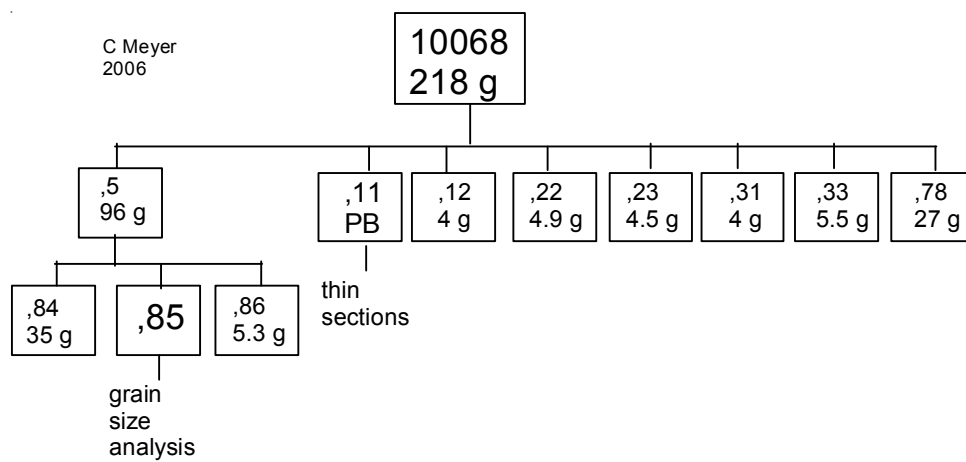 C Meyer
2006
10068
218 g
,5
96 g
,11
PB
,12
4 g
,22
4.9 g
,23
4.5 g
,31
4 g
,33
5.5 g
,78
27 g
thin
sections
,84
35 g
,85
,86
5.3 g
grain
size
analysis